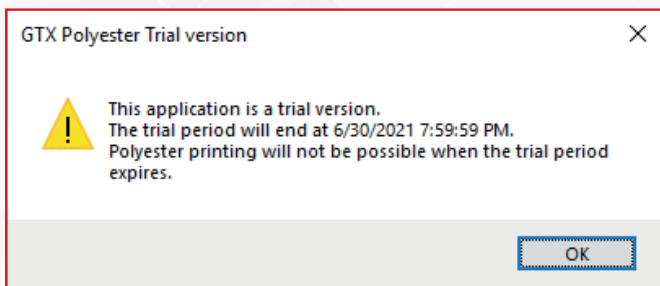 GTX Polyester Trial version
This application is a trial version.
The trial period will end at 6/30/2021 7:59:59 PM.
Polyester printing will not be possible when the trial period
expires.
OK